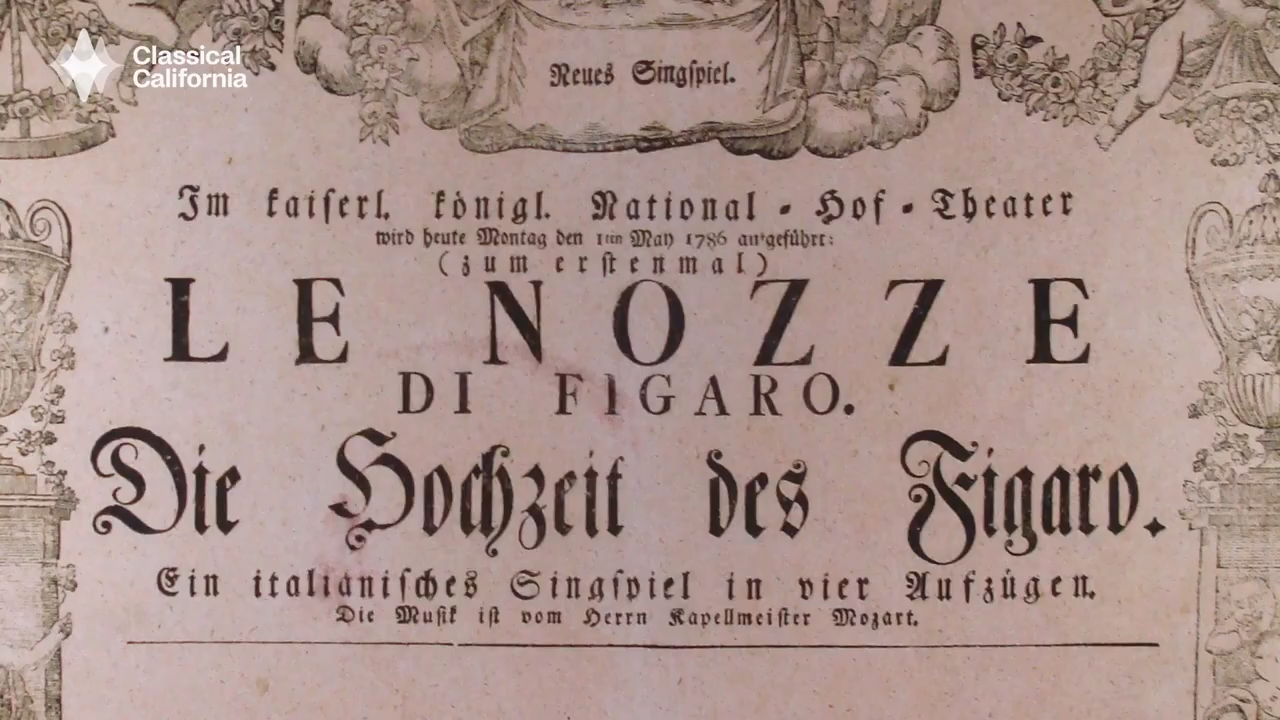 Classical
California
Neues Singſpiel.
Im kaiſerl. königl. National-Hof-Theater
wird heute Montag den 1ten May 1786 aufgeführt:
(zum erſtenmal)
LE NOZZE
DI FIGARO.
Die Hochzeit des Figaro.
Ein italiäniſches Singſpiel in vier Aufzügen.
Die Muſik iſt vom Herrn Kapellmeiſter Mozart.